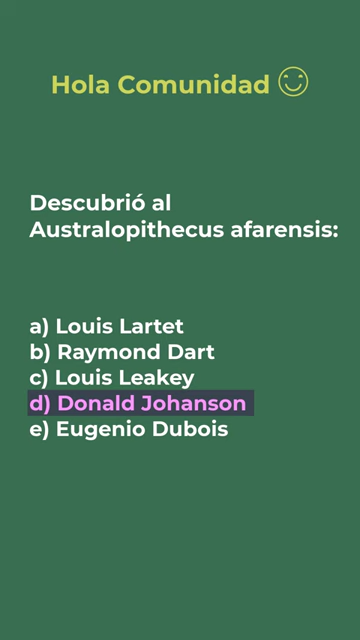 Hola Comunidad
Descubrió al
Australopithecus afarensis:
a) Louis Lartet
b) Raymond Dart
c) Louis Leakey
d) Donald Johanson
e) Eugenio Dubois